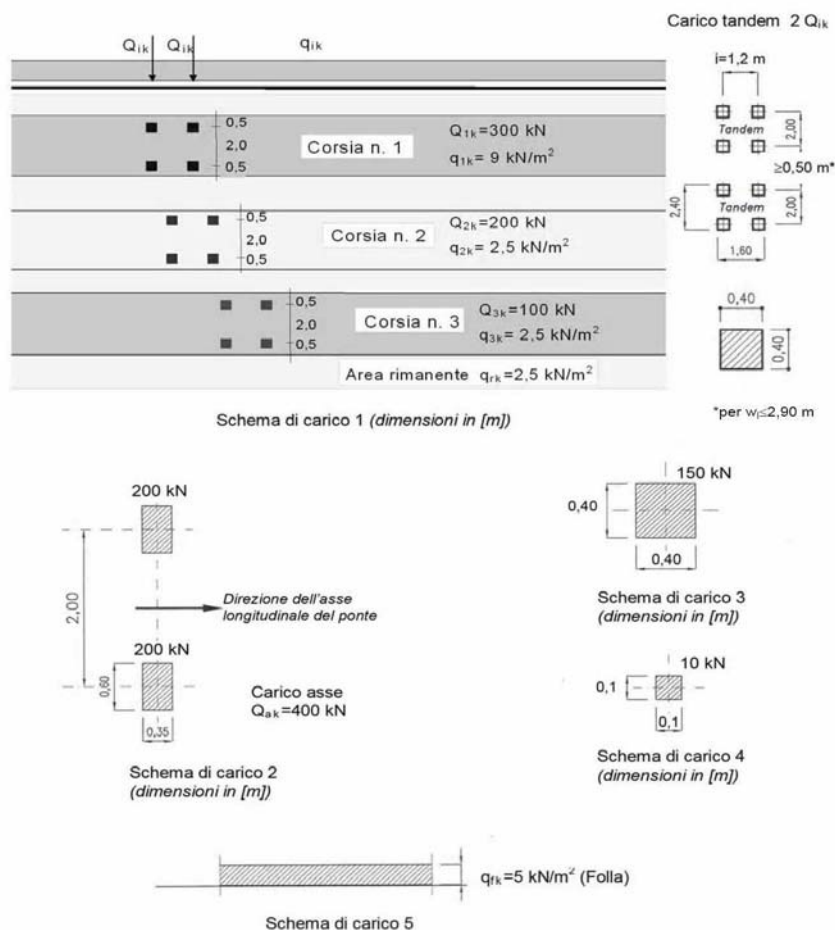 Carico tandem 2 Qik
Qik Qik qik
i=1,2 m
0,5
2,0
0,5
Corsia n. 1
Q1k=300 kN
q1k= 9 kN/m²
Tandem
2,00
≥0,50 m*
0,5
2,0
0,5
Corsia n. 2
Q2k=200 kN
q2k= 2,5 kN/m²
2,40
Tandem
2,00
1,60
0,5
2,0
0,5
Corsia n. 3
Q3k=100 kN
q3k= 2,5 kN/m²
0,40
0,40
Area rimanente qrk=2,5 kN/m²
*per wl≤2,90 m
Schema di carico 1 (dimensioni in [m])
200 kN
2,00
Direzione dell'asse
longitudinale del ponte
200 kN
0,60
0,35
Carico asse
Qak=400 kN
Schema di carico 2
(dimensioni in [m])
150 kN
0,40
0,40
Schema di carico 3
(dimensioni in [m])
10 kN
0,1
0,1
Schema di carico 4
(dimensioni in [m])
qfk=5 kN/m² (Folla)
Schema di carico 5